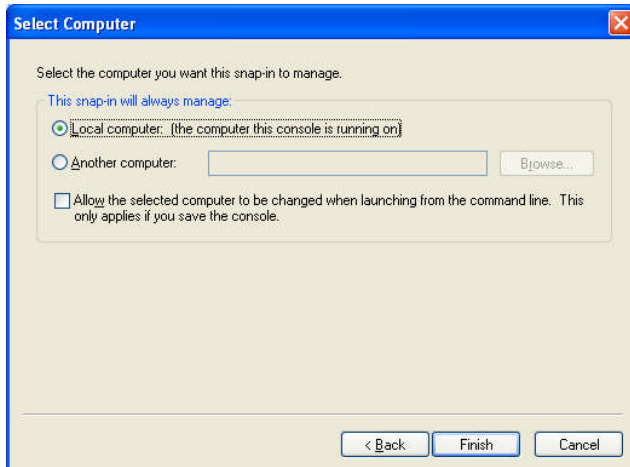 Select Computer
Select the computer you want this snap-in to manage.
This snap-in will always manage:
Local computer: (the computer this console is running on)
Another computer:
Browse...
Allow the selected computer to be changed when launching from the command line. This
only applies if you save the console.
< Back
Finish
Cancel